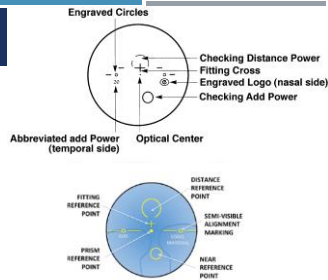 Engraved Circles
Checking Distance Power
Fitting Cross
Engraved Logo (nasal side)
Checking Add Power
20
Abbreviated add Power
(temporal side)
Optical Center
DISTANCE
REFERENCE
POINT
FITTING
REFERENCE
POINT
SEMI-VISIBLE
ALIGNMENT
MARKING
PRISM
REFERENCE
POINT
NEAR
REFERENCE
POINT